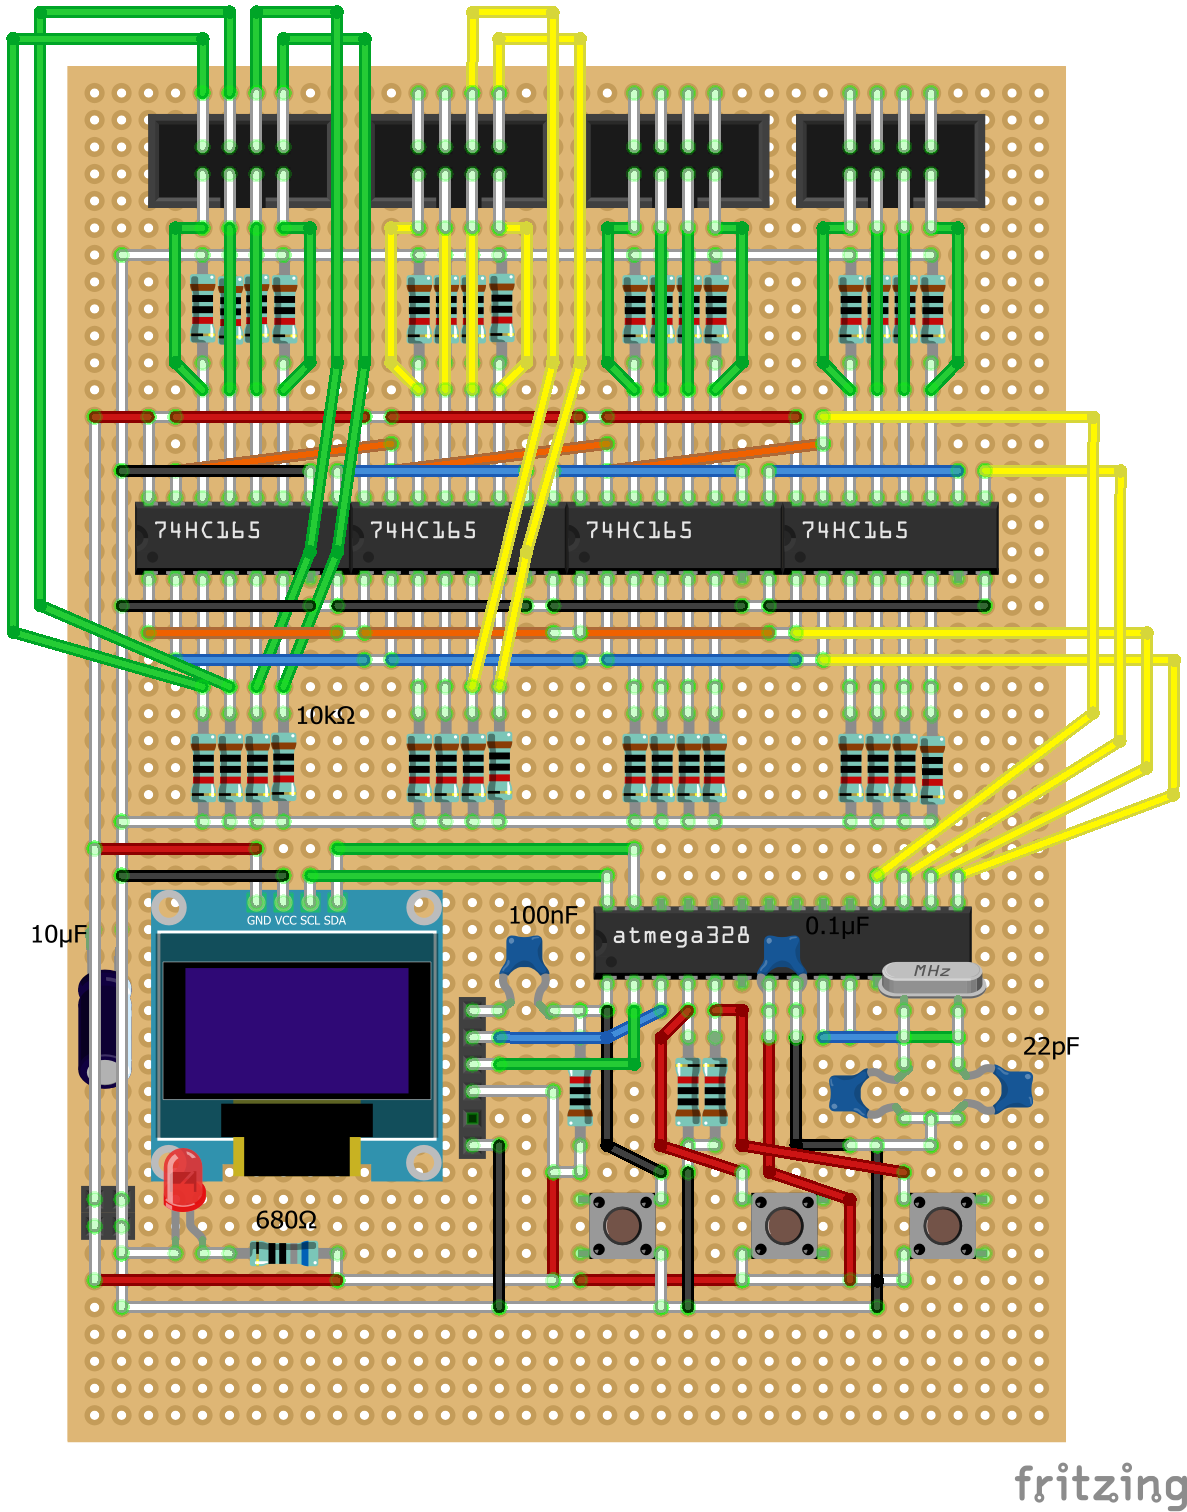 74HC165 74HC165 74HC165 74HC165
10kΩ
100nF
atmega328
0.1µF
10µF
GND VCC SCL SDA
MHz
22pF
680Ω
fritzing